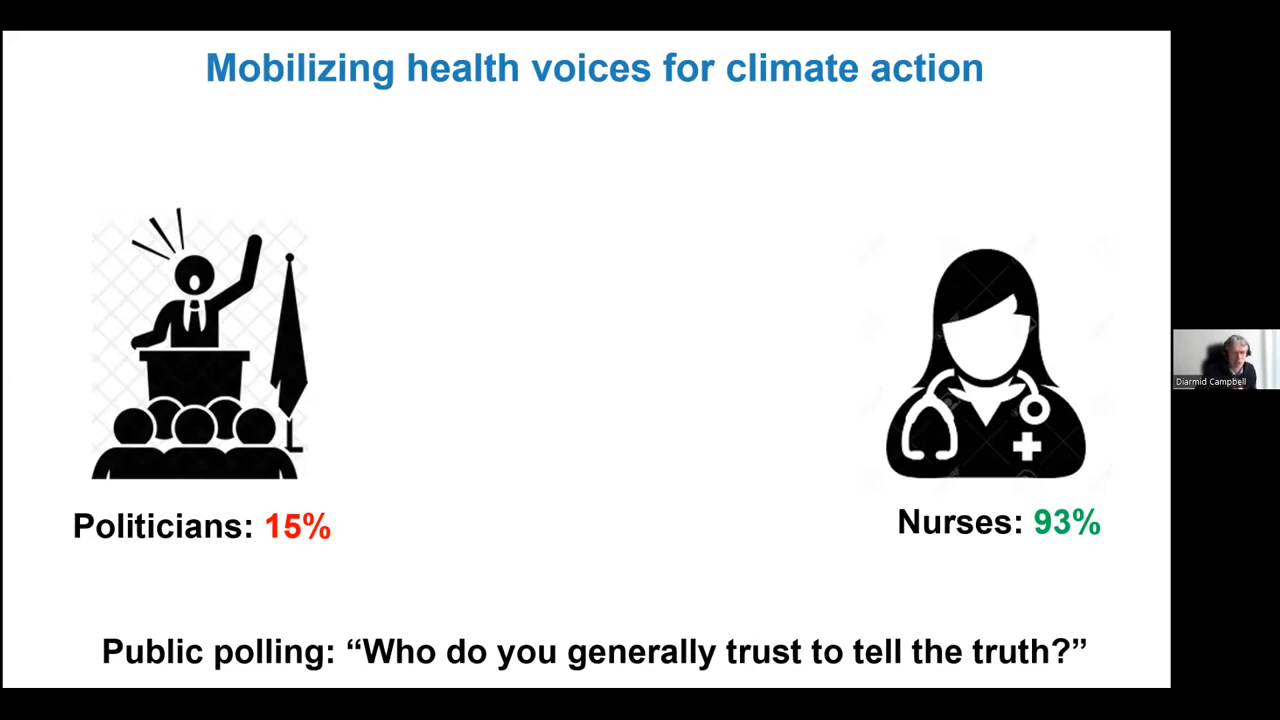 Mobilizing health voices for climate action
Politicians: 15%
Nurses: 93%
Public polling: “Who do you generally trust to tell the truth?”
Diarmid Campbell